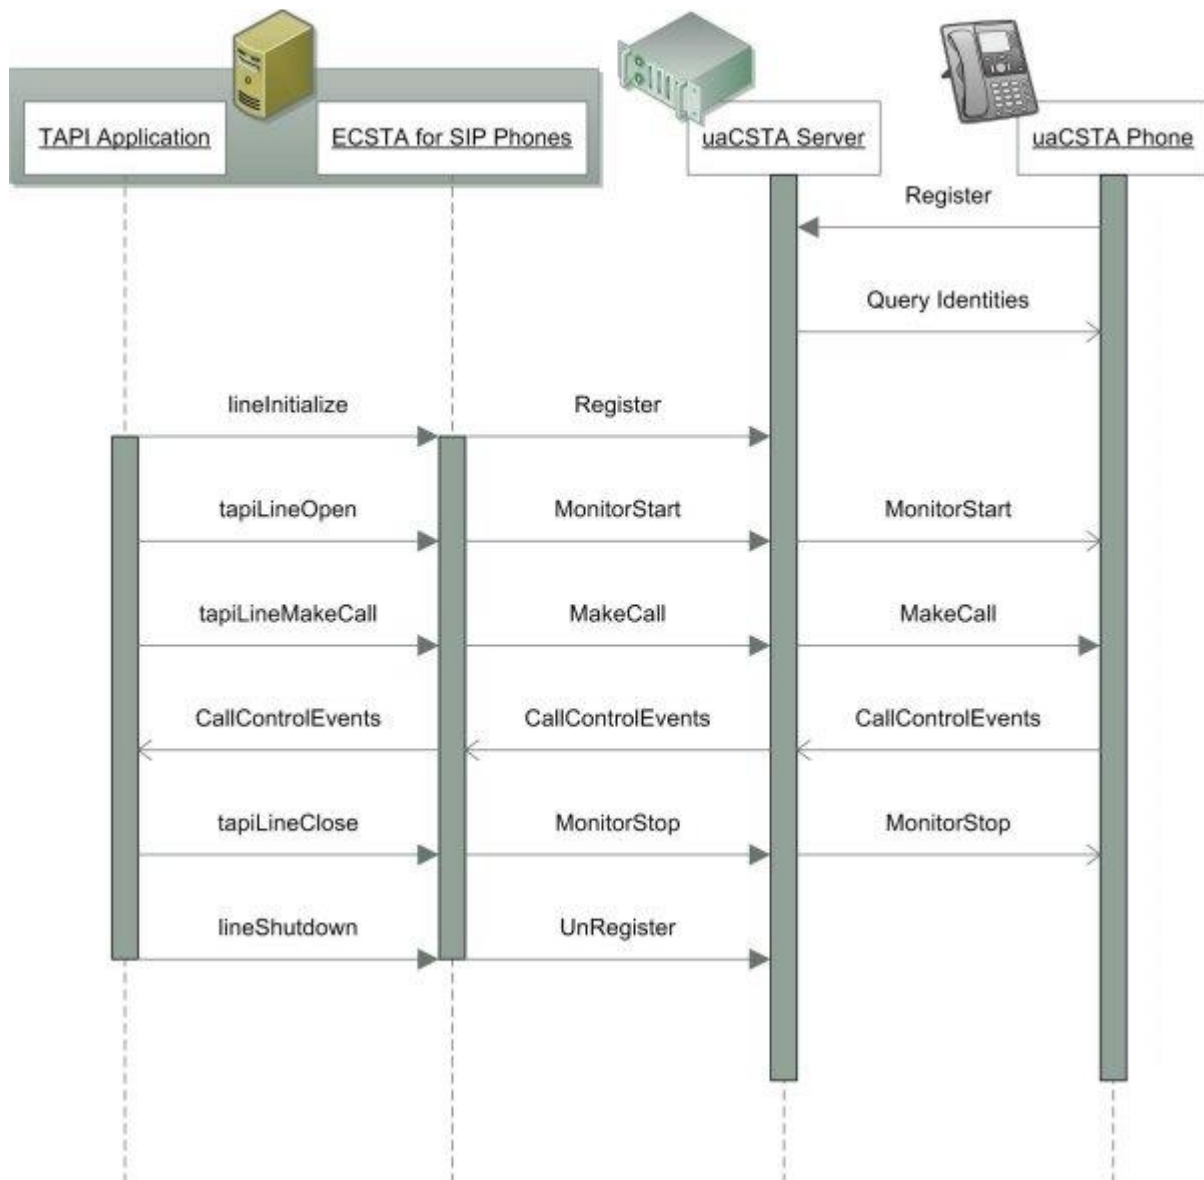 TAPI Application
ECSTA for SIP Phones
uaCSTA Server
uaCSTA Phone
Register
Query Identities
lineInitialize
Register
tapiLineOpen
MonitorStart
MonitorStart
tapiLineMakeCall
MakeCall
MakeCall
CallControlEvents
CallControlEvents
CallControlEvents
tapiLineClose
MonitorStop
MonitorStop
lineShutdown
UnRegister